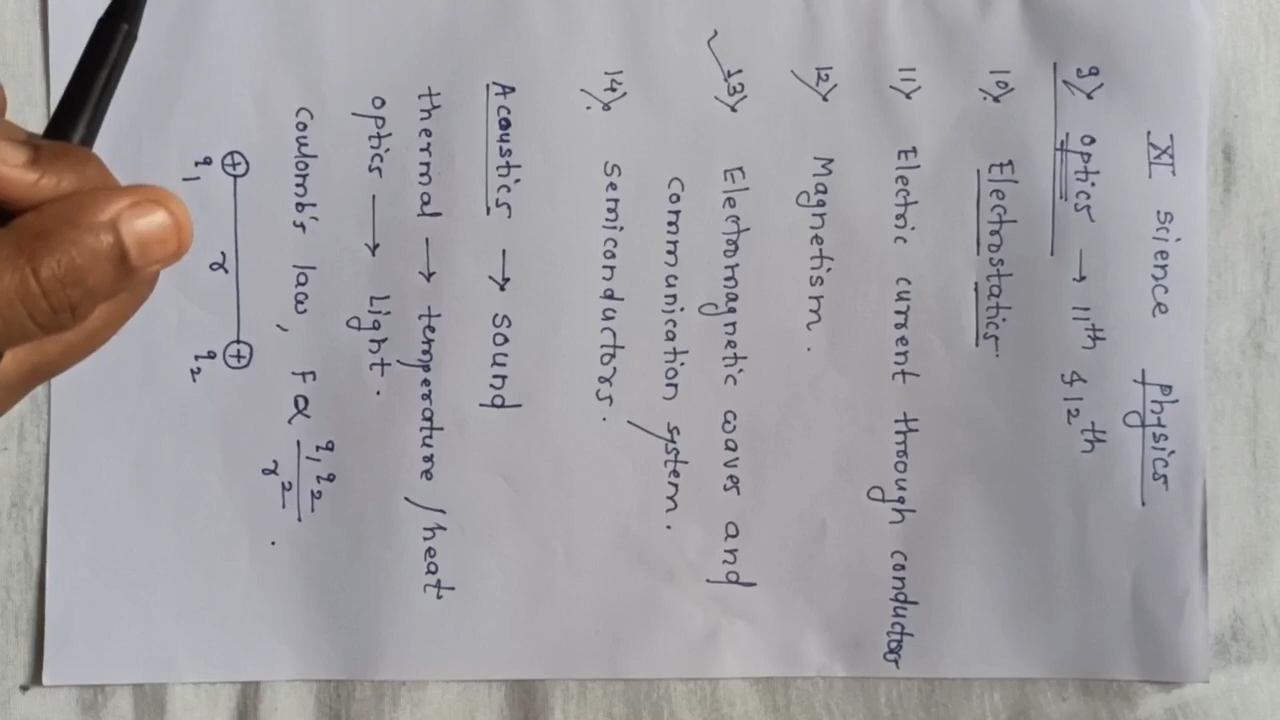 XI science physics
9) optics → 11th & 12th
10). Electrostatics.
11) Electric current through conductor
12) Magnetism.
13) Electromagnetic waves and
communication system.
14). semiconductors.
Acoustics → sound
thermal → temperature/heat
optics → Light.
Coulomb's law, F α q₁q₂/r².
+ r +
q₁ q₂